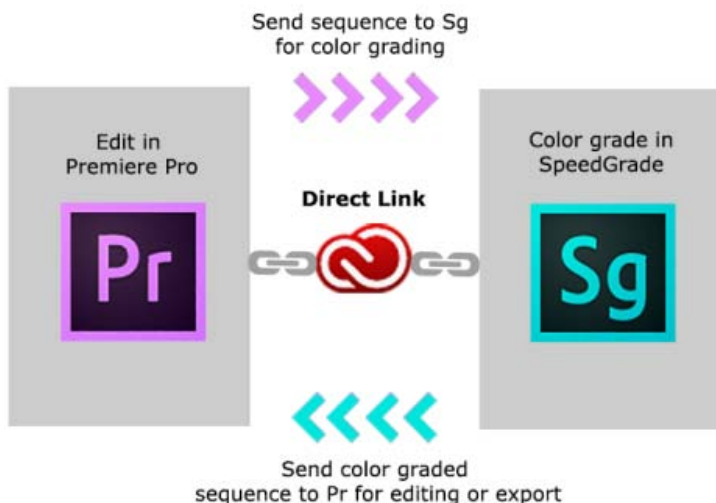 Send sequence to Sg
for color grading
Edit in
Premiere Pro
Color grade in
SpeedGrade
Direct Link
Pr
Sg
Send color graded
sequence to Pr for editing or export